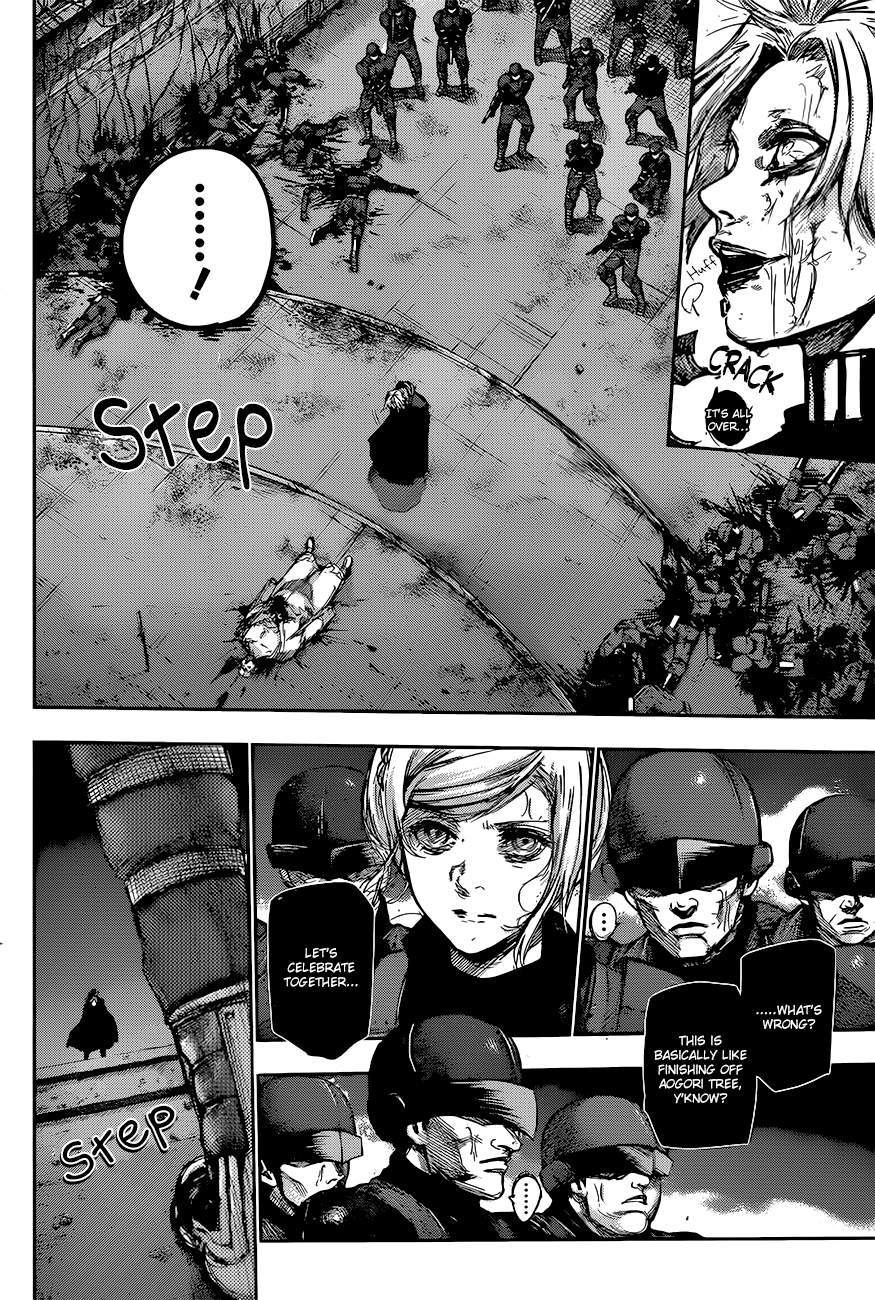 Huff
CRACK
IT'S ALL
OVER...
......!
Step
...
.....WHAT'S
WRONG?
THIS IS
BASICALLY LIKE
FINISHING OFF
AOGORI TREE,
Y'KNOW?
LET'S
CELEBRATE
TOGETHER...
.....
Step